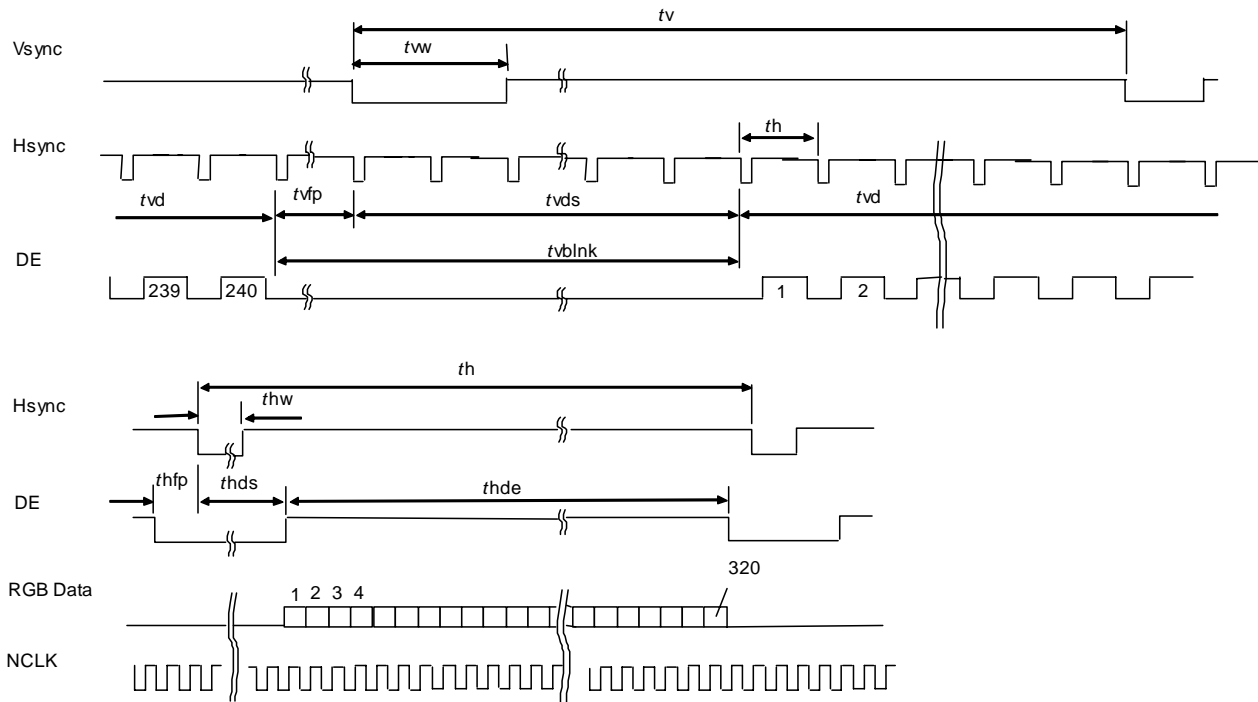 tv
Vsync
tvw
Hsync
th
tvd
tvfp
tvds
tvd
DE
tvblnk
239
240
1
2
th
Hsync
thw
thfp
thds
thde
DE
320
RGB Data
1 2 3 4
NCLK